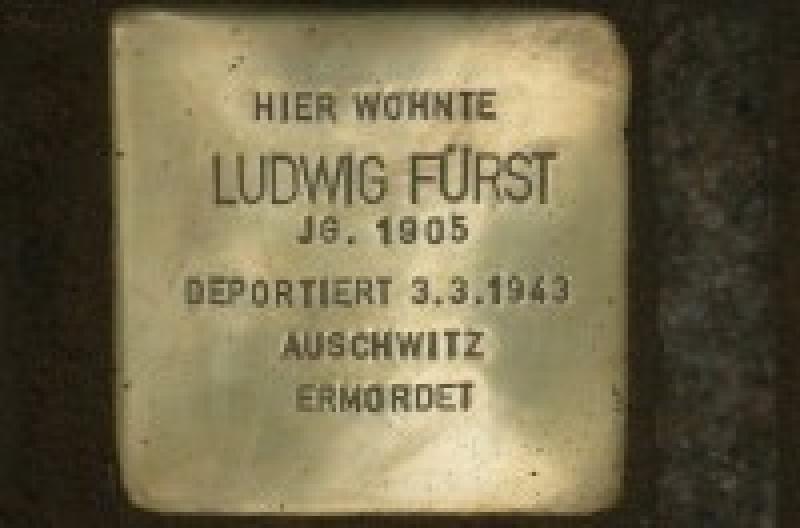 HIER WOHNTE
LUDWIG FÜRST
JG. 1905
DEPORTIERT 3.3.1943
AUSCHWITZ
ERMORDET